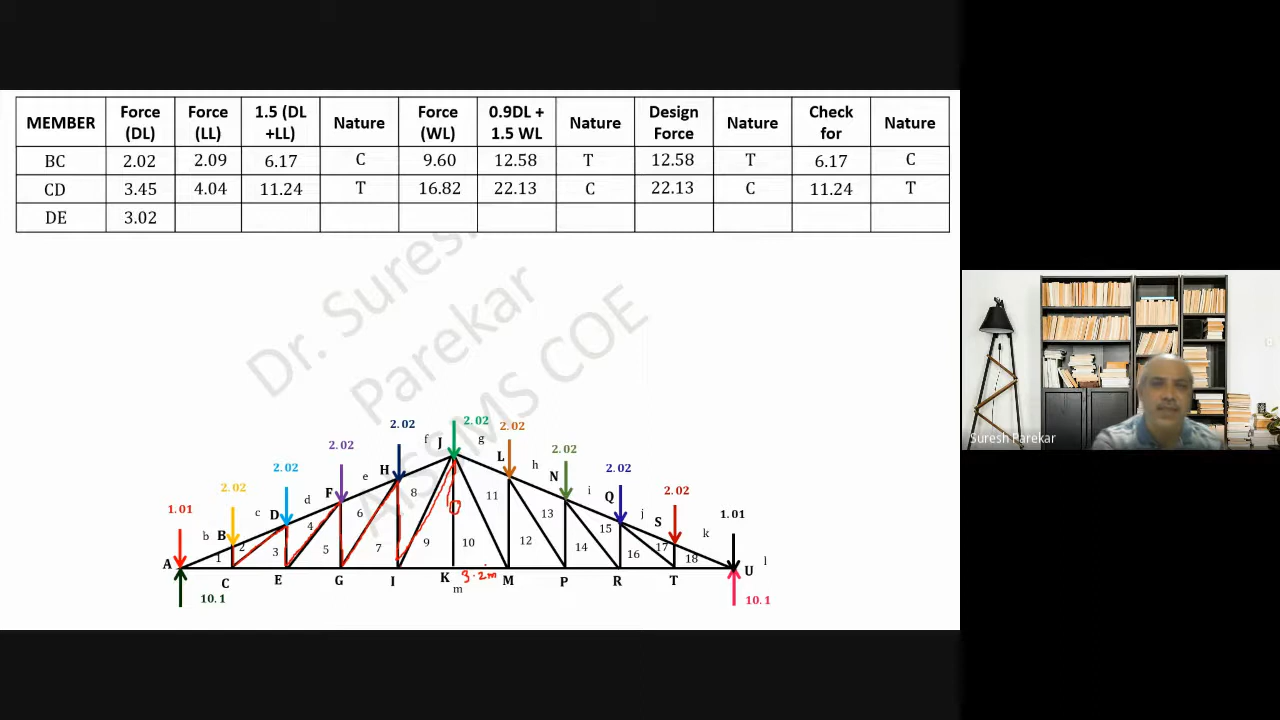 MEMBER Force (DL) Force (LL) 1.5 (DL +LL) Nature Force (WL) 0.9DL + 1.5 WL Nature Design Force Nature Check for Nature
BC 2.02 2.09 6.17 C 9.60 12.58 T 12.58 T 6.17 C
CD 3.45 4.04 11.24 T 16.82 22.13 C 22.13 C 11.24 T
DE 3.02
Dr. Suresh
Parekar
AISSMS COE
2.02
2.02 f J g 2.02
2.02 H L 2.02
2.02 e 8 11 h N 2.02
2.02 d F i Q
1.01 c D 4 6 13 j S 2.02 1.01
b B 2 15 k
A 1 3 5 7 9 10 12 14 16 17 18 l
C E G I K 3.2m M P R T U
10.1 m 10.1
Suresh Parekar